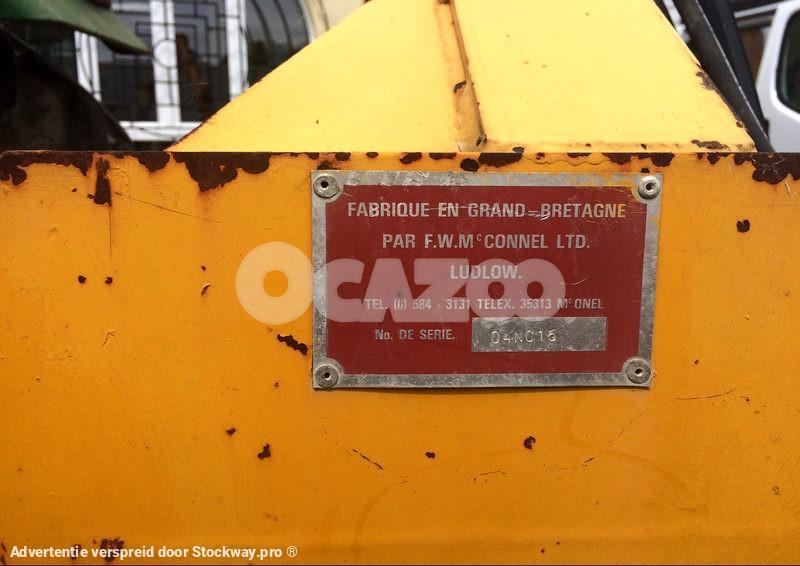 FABRIQUE EN GRAND-BRETAGNE
PAR F.W.McCONNEL LTD.
LUDLOW.
OCAZOO
TEL. (0) 584 - 3131 TELEX. 35313 McONEL
No. DE SERIE. 04NC16
Advertentie verspreid door Stockway.pro ®